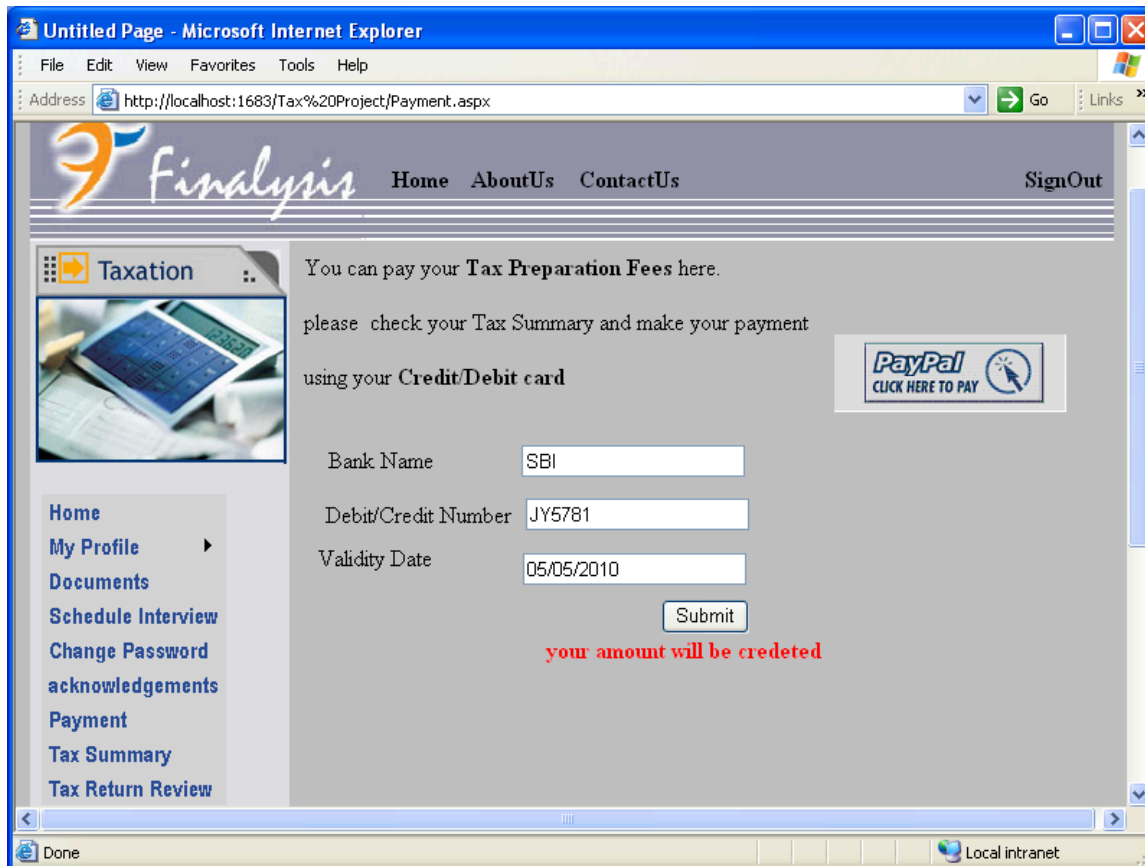 Untitled Page - Microsoft Internet Explorer
File Edit View Favorites Tools Help
Address http://localhost:1683/Tax%20Project/Payment.aspx Go Links »
Finalysis Home AboutUs ContactUs SignOut
Taxation
You can pay your Tax Preparation Fees here.
please check your Tax Summary and make your payment
using your Credit/Debit card
PayPal
CLICK HERE TO PAY
Bank Name SBI
Debit/Credit Number JY5781
Validity Date 05/05/2010
Submit
your amount will be credeted
Home
My Profile
Documents
Schedule Interview
Change Password
acknowledgements
Payment
Tax Summary
Tax Return Review
Done Local intranet